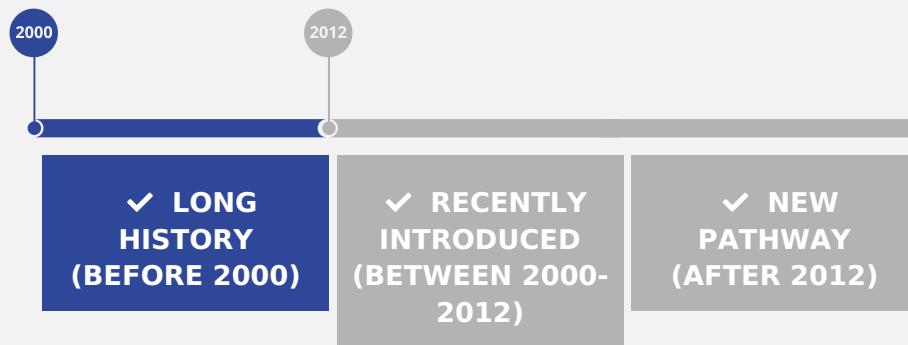 2000
2012
LONG
HISTORY
(BEFORE 2000)
RECENTLY
INTRODUCED
(BETWEEN 2000-
2012)
NEW
PATHWAY
(AFTER 2012)